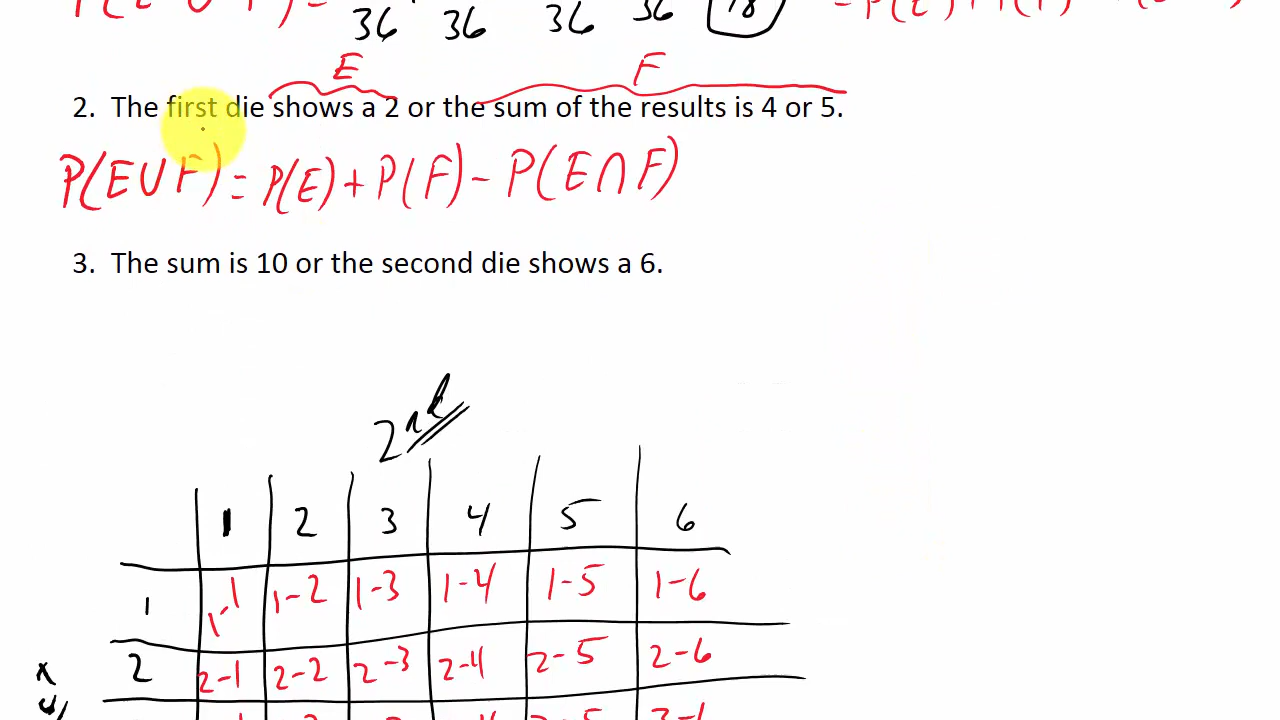 36 36 36 36 18
E F
2. The first die shows a 2 or the sum of the results is 4 or 5.
P(E∪F) = P(E) + P(F) - P(E∩F)
3. The sum is 10 or the second die shows a 6.
2nd
1 2 3 4 5 6
1 1-1 1-2 1-3 1-4 1-5 1-6
2 2-1 2-2 2-3 2-4 2-5 2-6